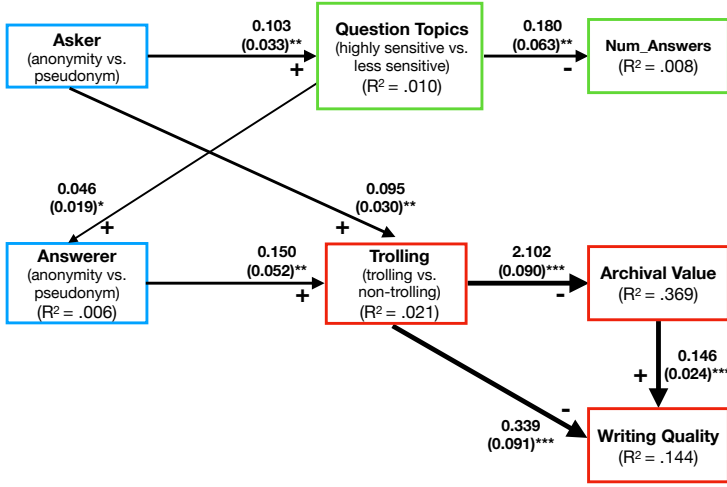 Asker
(anonymity vs.
pseudonym)
0.103
(0.033)**
+
Question Topics
(highly sensitive vs.
less sensitive)
(R² = .010)
0.180
(0.063)**
-
Num_Answers
(R² = .008)
0.046
(0.019)*
+
0.095
(0.030)**
+
Answerer
(anonymity vs.
pseudonym)
(R² = .006)
0.150
(0.052)**
+
Trolling
(trolling vs.
non-trolling)
(R² = .021)
2.102
(0.090)***
-
Archival Value
(R² = .369)
0.146
(0.024)***
+
0.339
(0.091)***
-
Writing Quality
(R² = .144)